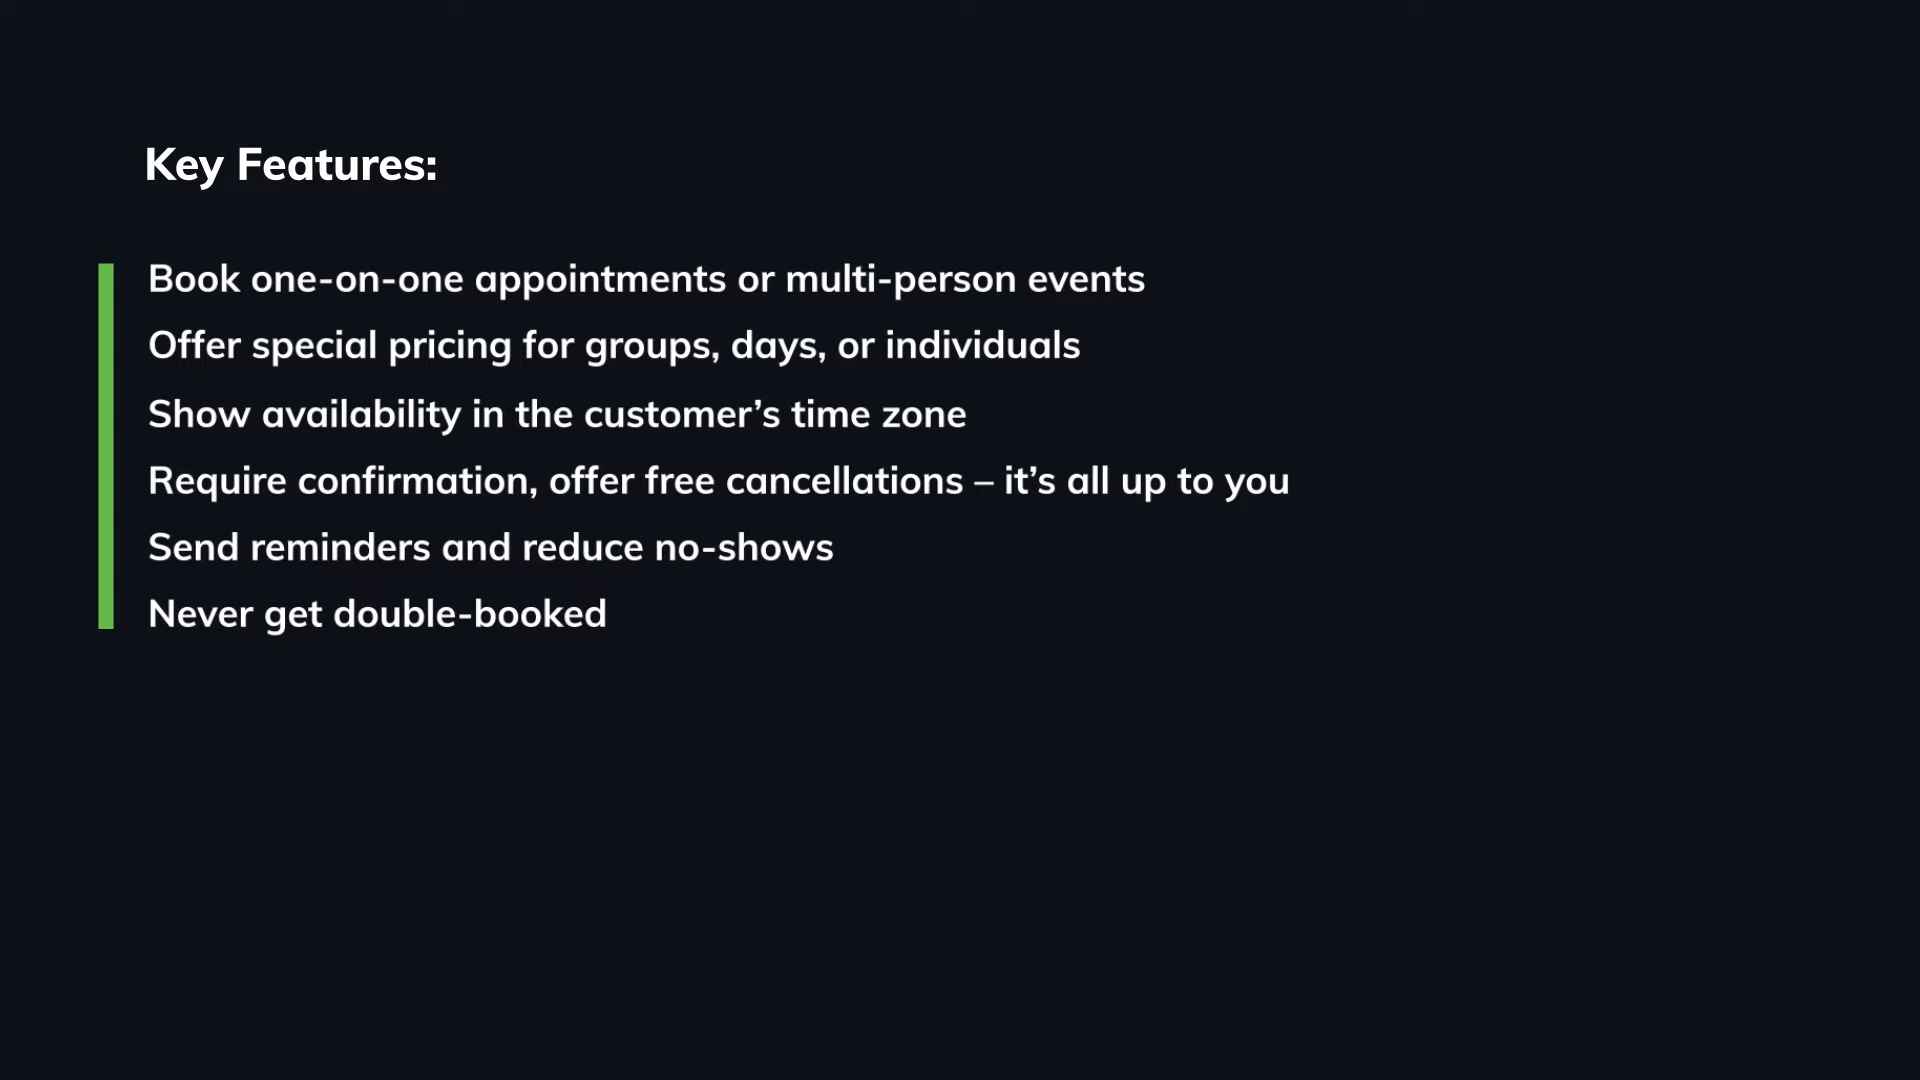 Key Features:
Book one-on-one appointments or multi-person events
Offer special pricing for groups, days, or individuals
Show availability in the customer’s time zone
Require confirmation, offer free cancellations – it’s all up to you
Send reminders and reduce no-shows
Never get double-booked